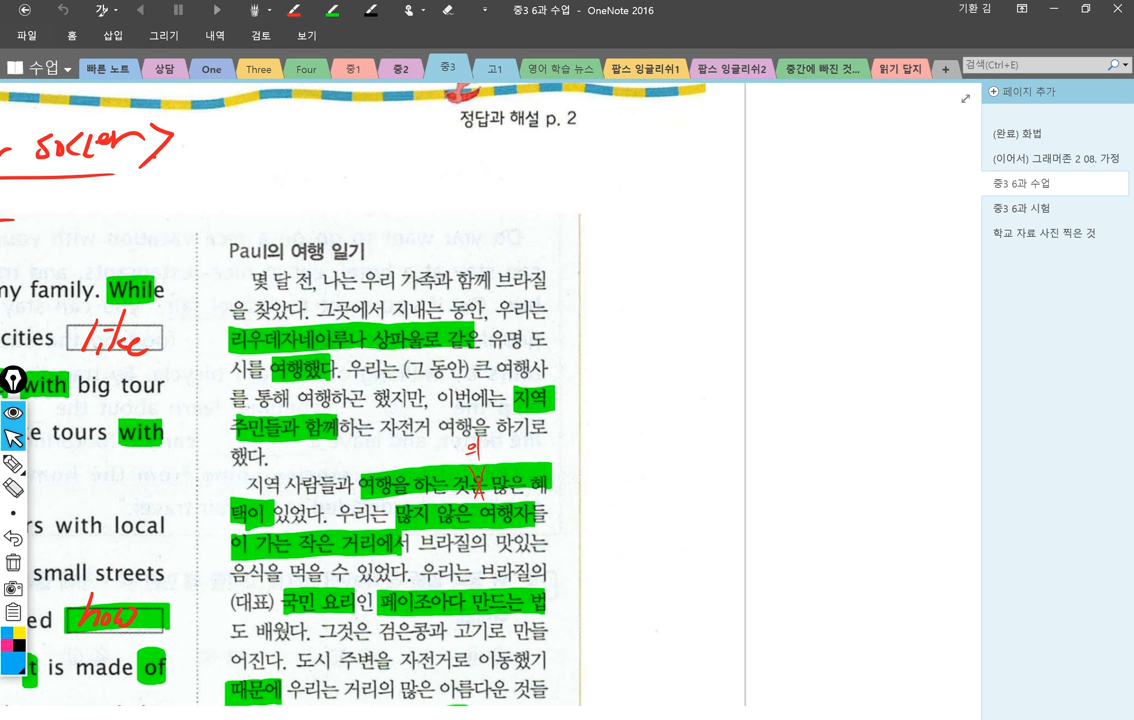 중3 6과 수업 - OneNote 2016
기환 김
파일 홈 삽입 그리기 내역 검토 보기
수업 빠른 노트 상담 One Three Four 중1 중2 중3 고1 영어 학습 뉴스 팝스 잉글리쉬1 팝스 잉글리쉬2 중간에 빠진 것... 읽기 답지 +
검색(Ctrl+E)
페이지 추가
(완료) 화법
(이어서) 그래머존 2 08. 가정
중3 6과 수업
중3 6과 시험
학교 자료 사진 찍은 것
정답과 해설 p. 2
soccer >
my family. While
cities like
with big tour
e tours with
rs with local
small streets
ed how
t is made of
Paul의 여행 일기
몇 달 전, 나는 우리 가족과 함께 브라질
을 찾았다. 그곳에서 지내는 동안, 우리는
리우데자네이루나 상파울로 같은 유명 도
시를 여행했다. 우리는 (그 동안) 큰 여행사
를 통해 여행하곤 했지만, 이번에는 지역
주민들과 함께하는 자전거 여행을 하기로
했다.
의
지역 사람들과 여행을 하는 것은 많은 혜
택이 있었다. 우리는 많지 않은 여행자들
이 가는 작은 거리에서 브라질의 맛있는
음식을 먹을 수 있었다. 우리는 브라질의
(대표) 국민 요리인 페이조아다 만드는 법
도 배웠다. 그것은 검은콩과 고기로 만들
어진다. 도시 주변을 자전거로 이동했기
때문에 우리는 거리의 많은 아름다운 것들